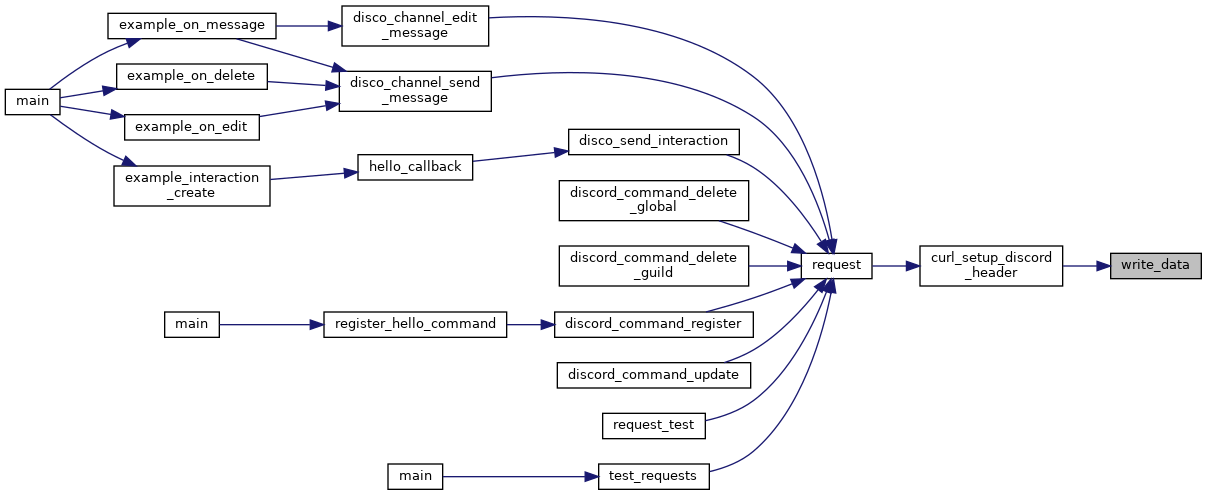 main
example_on_message
example_on_delete
example_on_edit
example_interaction
_create
disco_channel_edit
_message
disco_channel_send
_message
hello_callback
disco_send_interaction
discord_command_delete
_global
discord_command_delete
_guild
main
register_hello_command
discord_command_register
discord_command_update
request_test
main
test_requests
request
curl_setup_discord
_header
write_data